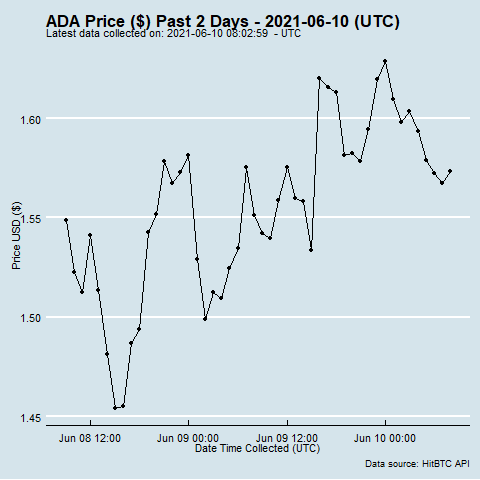 ADA Price ($) Past 2 Days - 2021-06-10 (UTC)
Latest data collected on: 2021-06-10 08:02:59 - UTC
Price USD ($)
1.60
1.55
1.50
1.45
Jun 08 12:00 Jun 09 00:00 Jun 09 12:00 Jun 10 00:00
Date Time Collected (UTC)
Data source: HitBTC API